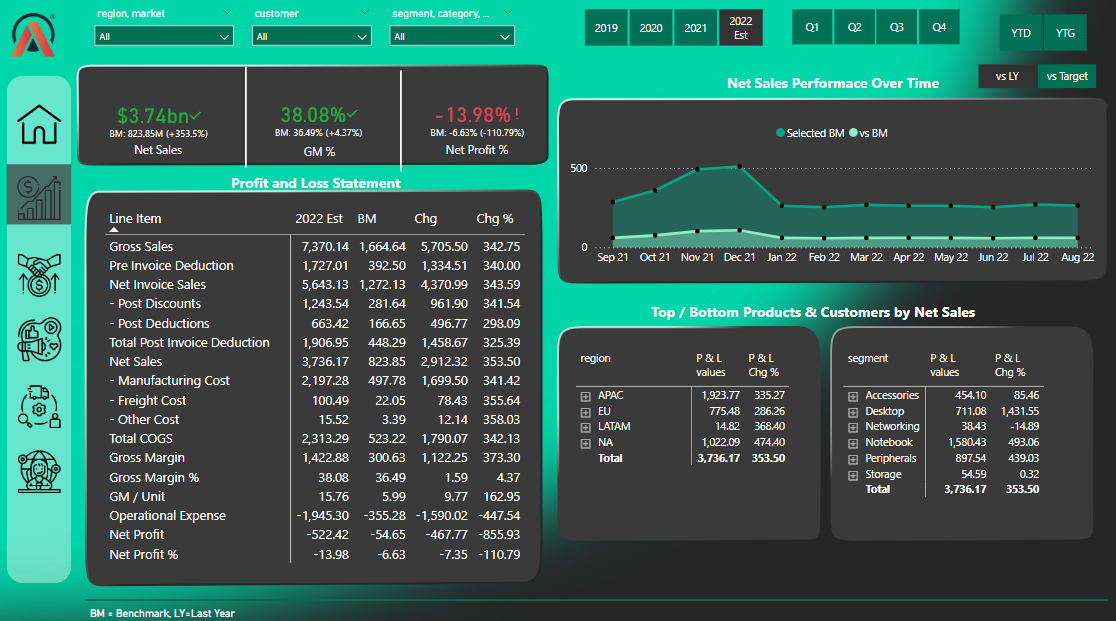 region, market
customer
segment, category, ...
All
All
All
2019
2020
2021
2022
Est
Q1
Q2
Q3
Q4
YTD
YTG
vs LY
vs Target
$3.74bn
BM: 823.85M (+353.5%)
Net Sales
38.08%
BM: 36.49% (+4.37%)
GM %
-13.98% !
BM: -6.63% (-110.79%)
Net Profit %
Net Sales Performace Over Time
Selected BM vs BM
500
0
Sep 21 Oct 21 Nov 21 Dec 21 Jan 22 Feb 22 Mar 22 Apr 22 May 22 Jun 22 Jul 22 Aug 22
Profit and Loss Statement
Line Item 2022 Est BM Chg Chg %
Gross Sales 7,370.14 1,664.64 5,705.50 342.75
Pre Invoice Deduction 1,727.01 392.50 1,334.51 340.00
Net Invoice Sales 5,643.13 1,272.13 4,370.99 343.59
- Post Discounts 1,243.54 281.64 961.90 341.54
- Post Deductions 663.42 166.65 496.77 298.09
Total Post Invoice Deduction 1,906.95 448.29 1,458.67 325.39
Net Sales 3,736.17 823.85 2,912.32 353.50
- Manufacturing Cost 2,197.28 497.78 1,699.50 341.42
- Freight Cost 100.49 22.05 78.43 355.64
- Other Cost 15.52 3.39 12.14 358.03
Total COGS 2,313.29 523.22 1,790.07 342.13
Gross Margin 1,422.88 300.63 1,122.25 373.30
Gross Margin % 38.08 36.49 1.59 4.37
GM / Unit 15.76 5.99 9.77 162.95
Operational Expense -1,945.30 -355.28 -1,590.02 -447.54
Net Profit -522.42 -54.65 -467.77 -855.93
Net Profit % -13.98 -6.63 -7.35 -110.79
Top / Bottom Products & Customers by Net Sales
region P & L values P & L Chg %
APAC 1,923.77 335.27
EU 775.48 286.26
LATAM 14.82 368.40
NA 1,022.09 474.40
Total 3,736.17 353.50
segment P & L values P & L Chg %
Accessories 454.10 85.46
Desktop 711.08 1,431.55
Networking 38.43 -14.89
Notebook 1,580.43 493.06
Peripherals 897.54 439.03
Storage 54.59 0.32
Total 3,736.17 353.50
BM = Benchmark, LY=Last Year